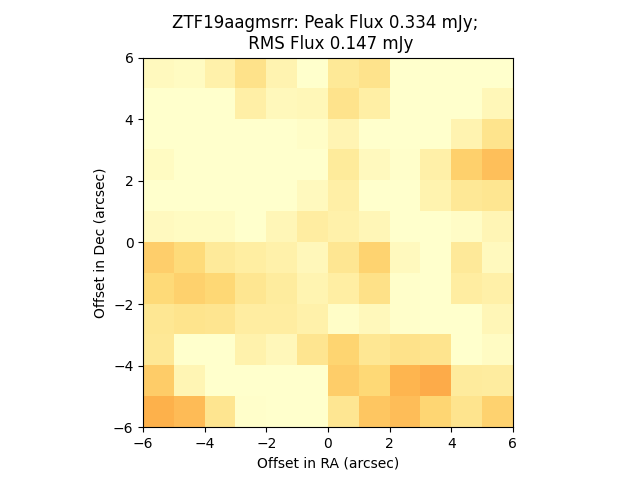 ZTF19aagmsrr: Peak Flux 0.334 mJy;
RMS Flux 0.147 mJy
6
4
2
0
−2
−4
−6
Offset in Dec (arcsec)
−6 −4 −2 0 2 4 6
Offset in RA (arcsec)